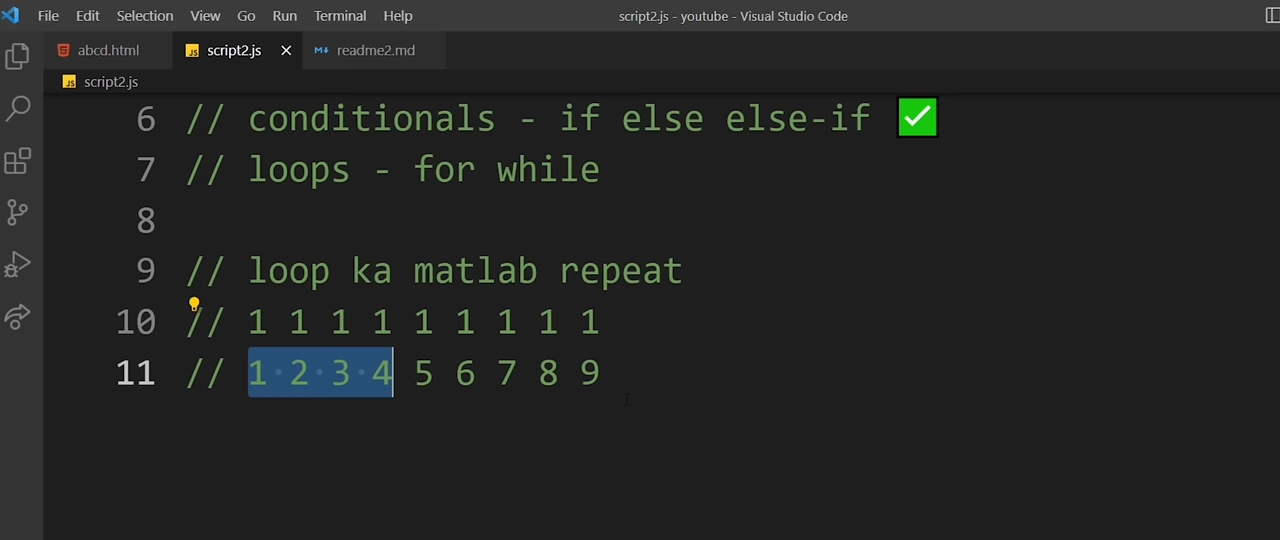 File Edit Selection View Go Run Terminal Help script2.js - youtube - Visual Studio Code
abcd.html JS script2.js × M↓ readme2.md
JS script2.js
6 // conditionals - if else else-if ✅
7 // loops - for while
8
9 // loop ka matlab repeat
10 // 1 1 1 1 1 1 1 1 1
11 // 1 2 3 4 5 6 7 8 9